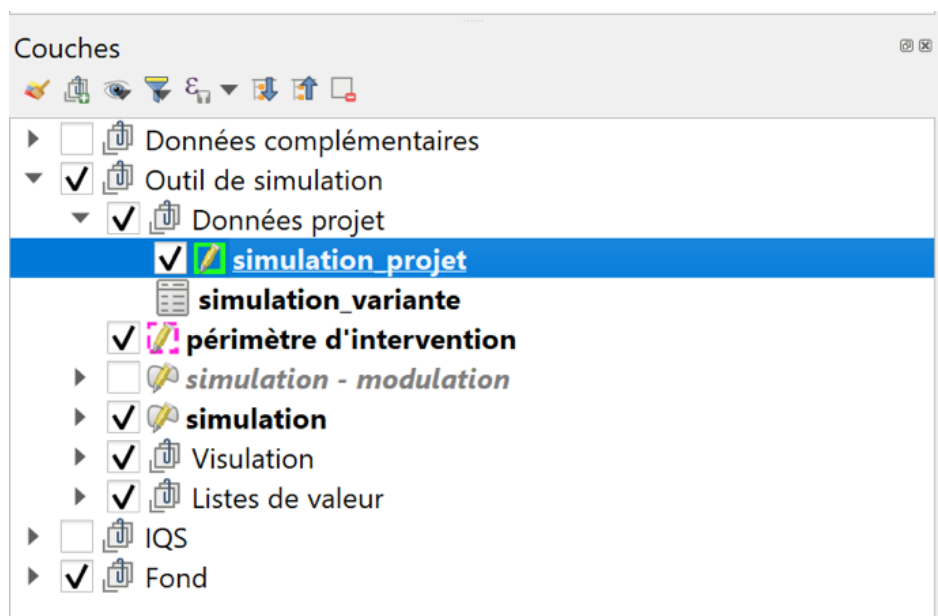 Couches
Données complémentaires
Outil de simulation
Données projet
simulation_projet
simulation_variante
périmètre d'intervention
simulation - modulation
simulation
Visulation
Listes de valeur
IQS
Fond